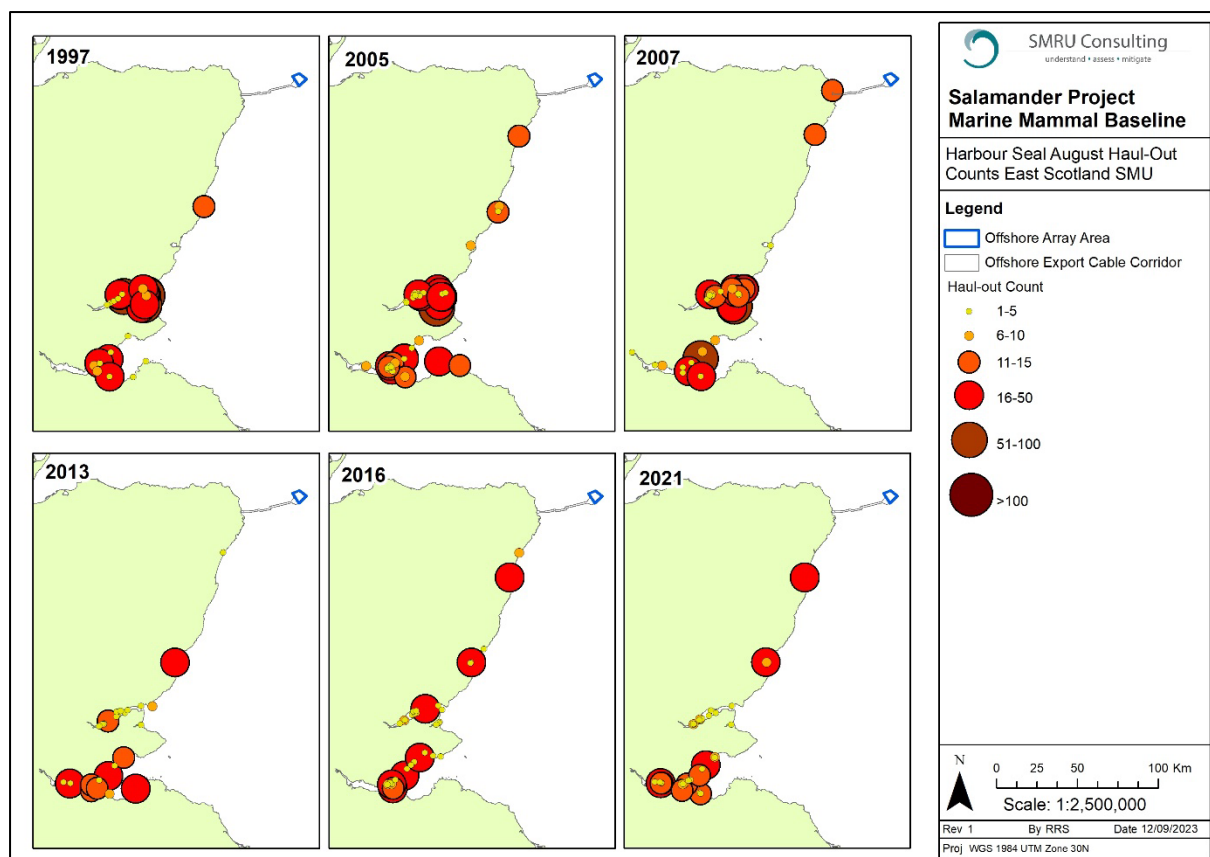 1997
2005
2007
2013
2016
2021
SMRU Consulting
understand • assess • mitigate
Salamander Project
Marine Mammal Baseline
Harbour Seal August Haul-Out
Counts East Scotland SMU
Legend
Offshore Array Area
Offshore Export Cable Corridor
Haul-out Count
1-5
6-10
11-15
16-50
51-100
>100
N
0 25 50 100 Km
Scale: 1:2,500,000
Rev 1 By RRS Date 12/09/2023
Proj WGS 1984 UTM Zone 30N